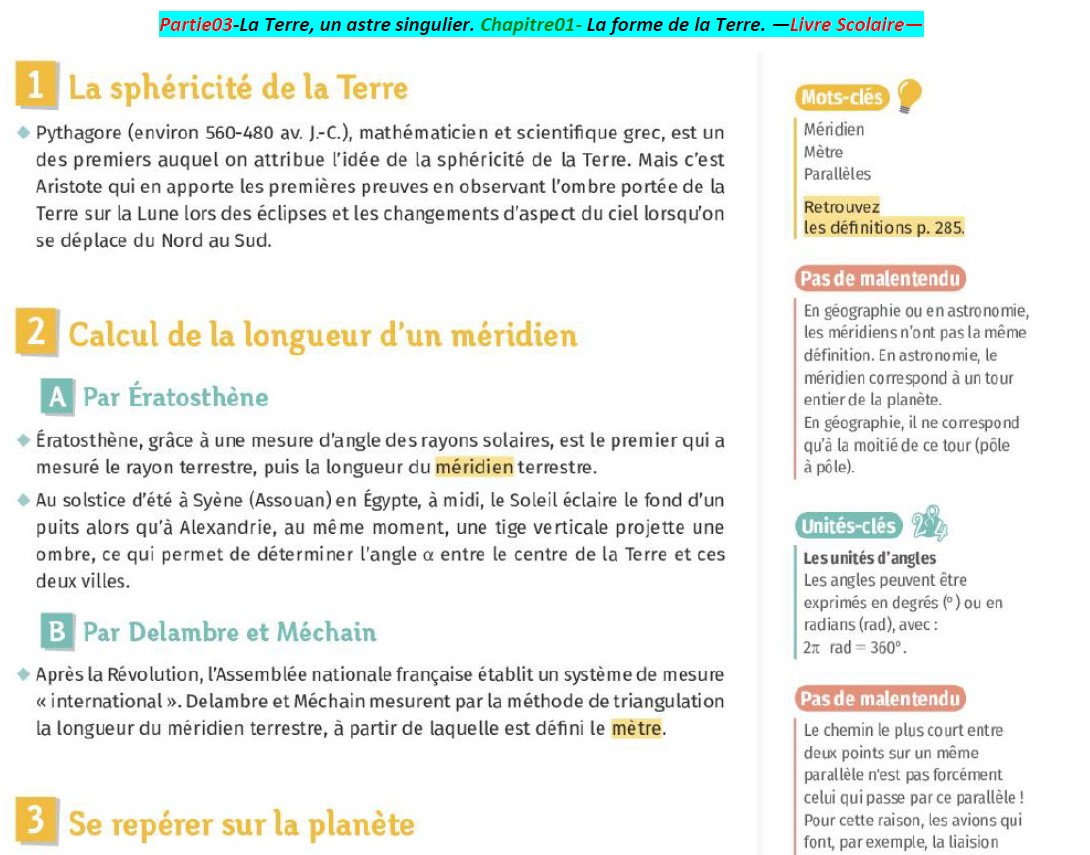 Partie03-La Terre, un astre singulier. Chapitre01- La forme de la Terre. —Livre Scolaire—
1 La sphéricité de la Terre
Pythagore (environ 560-480 av. J.-C.), mathématicien et scientifique grec, est un
des premiers auquel on attribue l'idée de la sphéricité de la Terre. Mais c'est
Aristote qui en apporte les premières preuves en observant l'ombre portée de la
Terre sur la Lune lors des éclipses et les changements d'aspect du ciel lorsqu'on
se déplace du Nord au Sud.
2 Calcul de la longueur d'un méridien
A Par Ératosthène
Ératosthène, grâce à une mesure d'angle des rayons solaires, est le premier qui a
mesuré le rayon terrestre, puis la longueur du méridien terrestre.
Au solstice d'été à Syène (Assouan) en Égypte, à midi, le Soleil éclaire le fond d'un
puits alors qu'à Alexandrie, au même moment, une tige verticale projette une
ombre, ce qui permet de déterminer l'angle α entre le centre de la Terre et ces
deux villes.
B Par Delambre et Méchain
Après la Révolution, l'Assemblée nationale française établit un système de mesure
« international ». Delambre et Méchain mesurent par la méthode de triangulation
la longueur du méridien terrestre, à partir de laquelle est défini le mètre.
3 Se repérer sur la planète
Mots-clés
Méridien
Mètre
Parallèles
Retrouvez
les définitions p. 285.
Pas de malentendu
En géographie ou en astronomie,
les méridiens n'ont pas la même
définition. En astronomie, le
méridien correspond à un tour
entier de la planète.
En géographie, il ne correspond
qu'à la moitié de ce tour (pôle
à pôle).
Unités-clés
Les unités d'angles
Les angles peuvent être
exprimés en degrés (°) ou en
radians (rad), avec :
2π rad = 360°.
Pas de malentendu
Le chemin le plus court entre
deux points sur un même
parallèle n'est pas forcément
celui qui passe par ce parallèle !
Pour cette raison, les avions qui
font, par exemple, la liaision